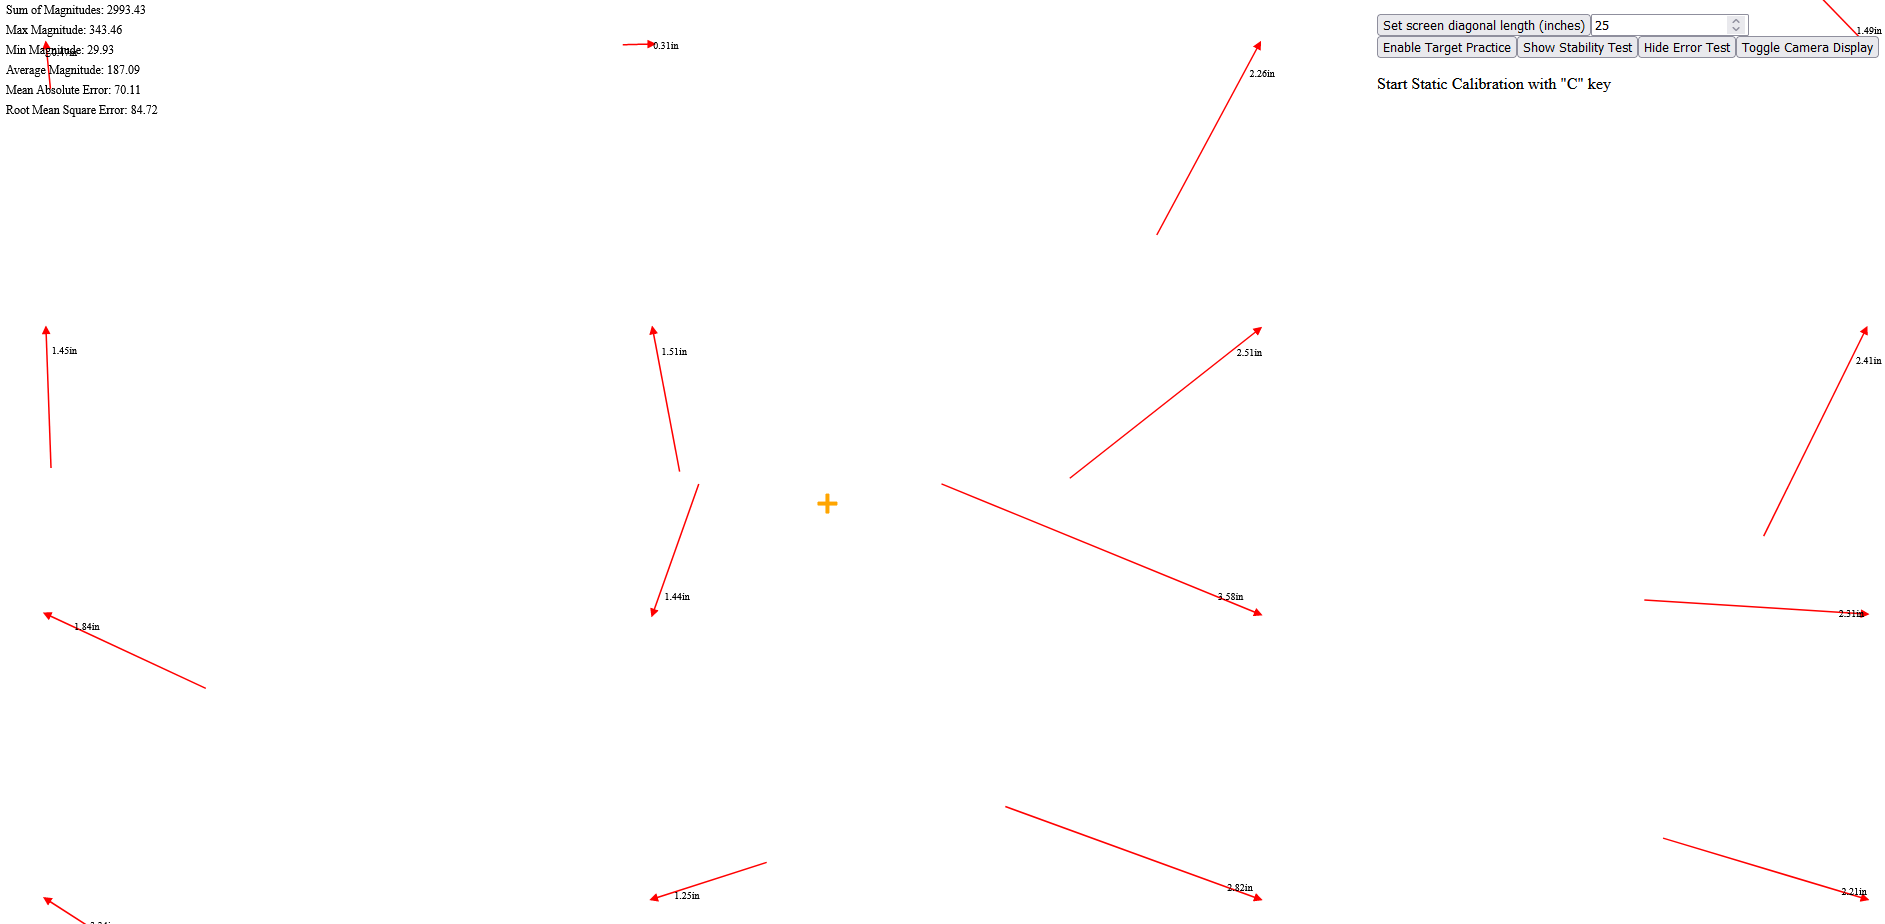 Sum of Magnitudes: 2993.43
Max Magnitude: 343.46
Min Magnitude: 29.93
Average Magnitude: 187.09
Mean Absolute Error: 70.11
Root Mean Square Error: 84.72
0.31in
2.26in
Set screen diagonal length (inches) 25
1.49in
Enable Target Practice Show Stability Test Hide Error Test Toggle Camera Display
Start Static Calibration with "C" key
1.45in
1.51in
2.51in
2.41in
1.44in
3.58in
2.31in
1.84in
1.25in
2.82in
2.21in